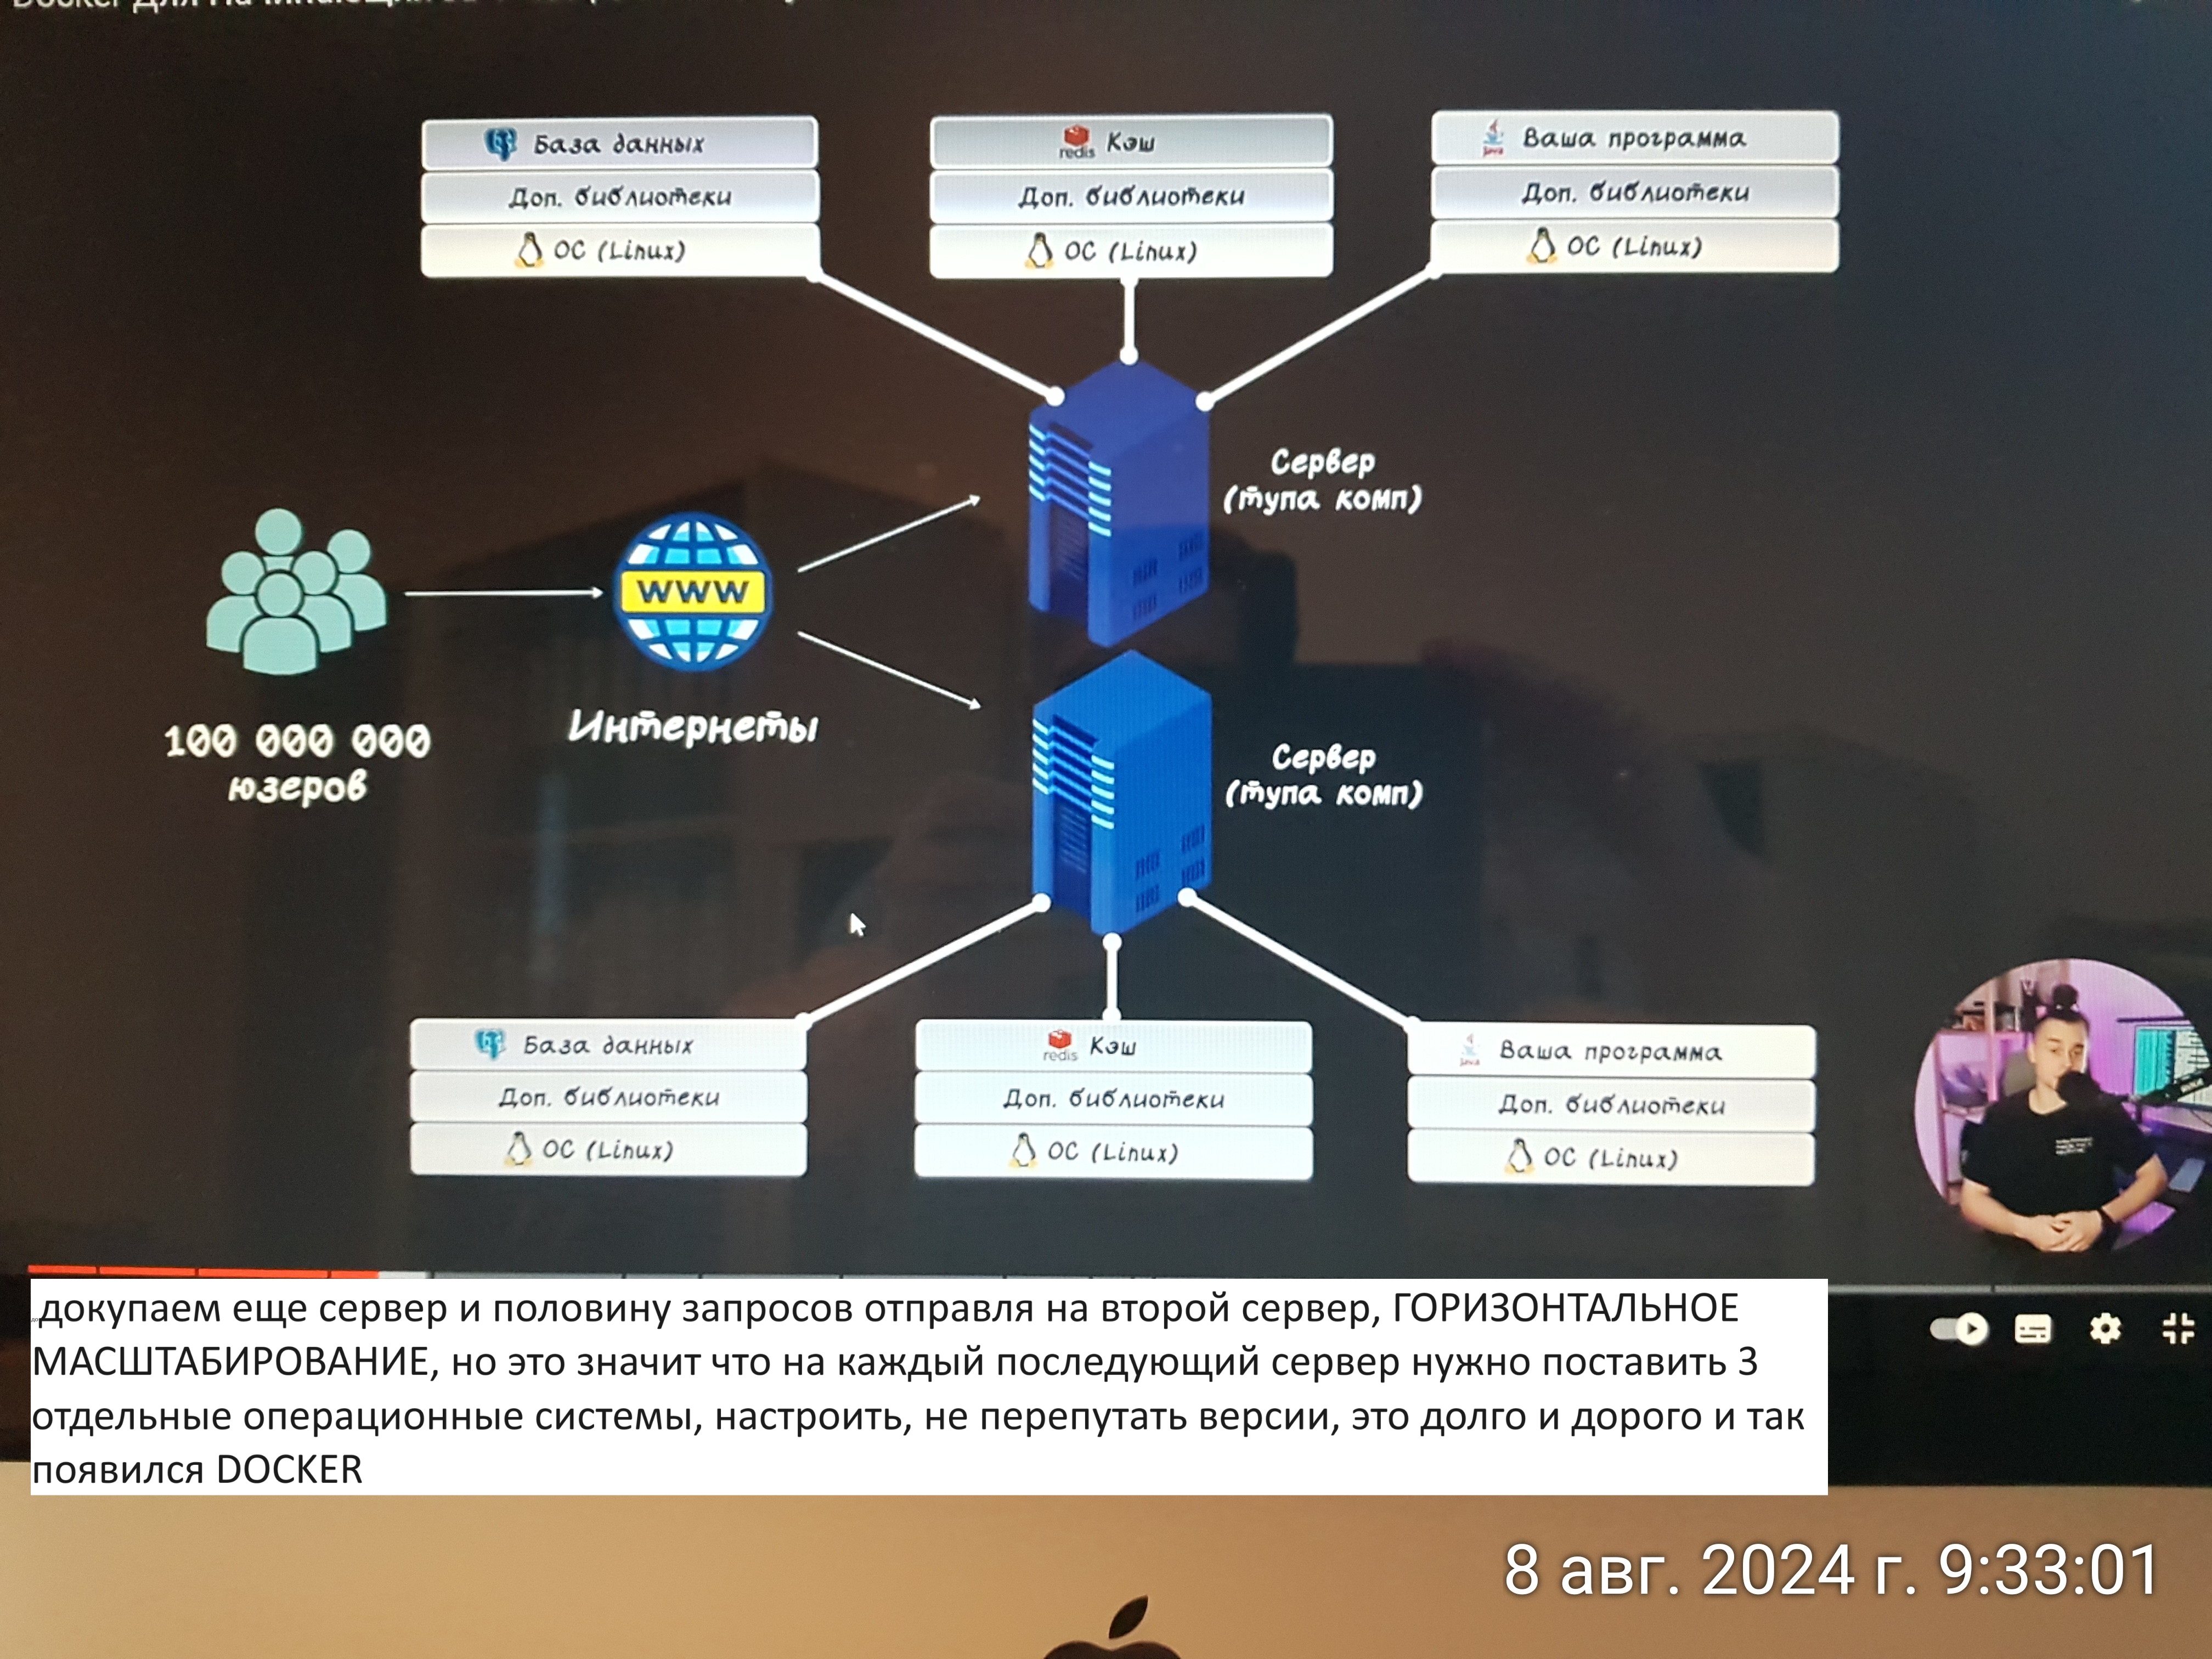 База данных
redis Кэш
Java Ваша программа
Доп. библиотеки
Доп. библиотеки
Доп. библиотеки
ОС (Linux)
ОС (Linux)
ОС (Linux)
Сервер
(тупа комп)
WWW
100 000 000
юзеров
Интернеты
Сервер
(тупа комп)
База данных
redis Кэш
Java Ваша программа
Доп. библиотеки
Доп. библиотеки
Доп. библиотеки
ОС (Linux)
ОС (Linux)
ОС (Linux)
докупаем еще сервер и половину запросов отправля на второй сервер, ГОРИЗОНТАЛЬНОЕ
МАСШТАБИРОВАНИЕ, но это значит что на каждый последующий сервер нужно поставить 3
отдельные операционные системы, настроить, не перепутать версии, это долго и дорого и так
появился DOCKER
8 авг. 2024 г. 9:33:01